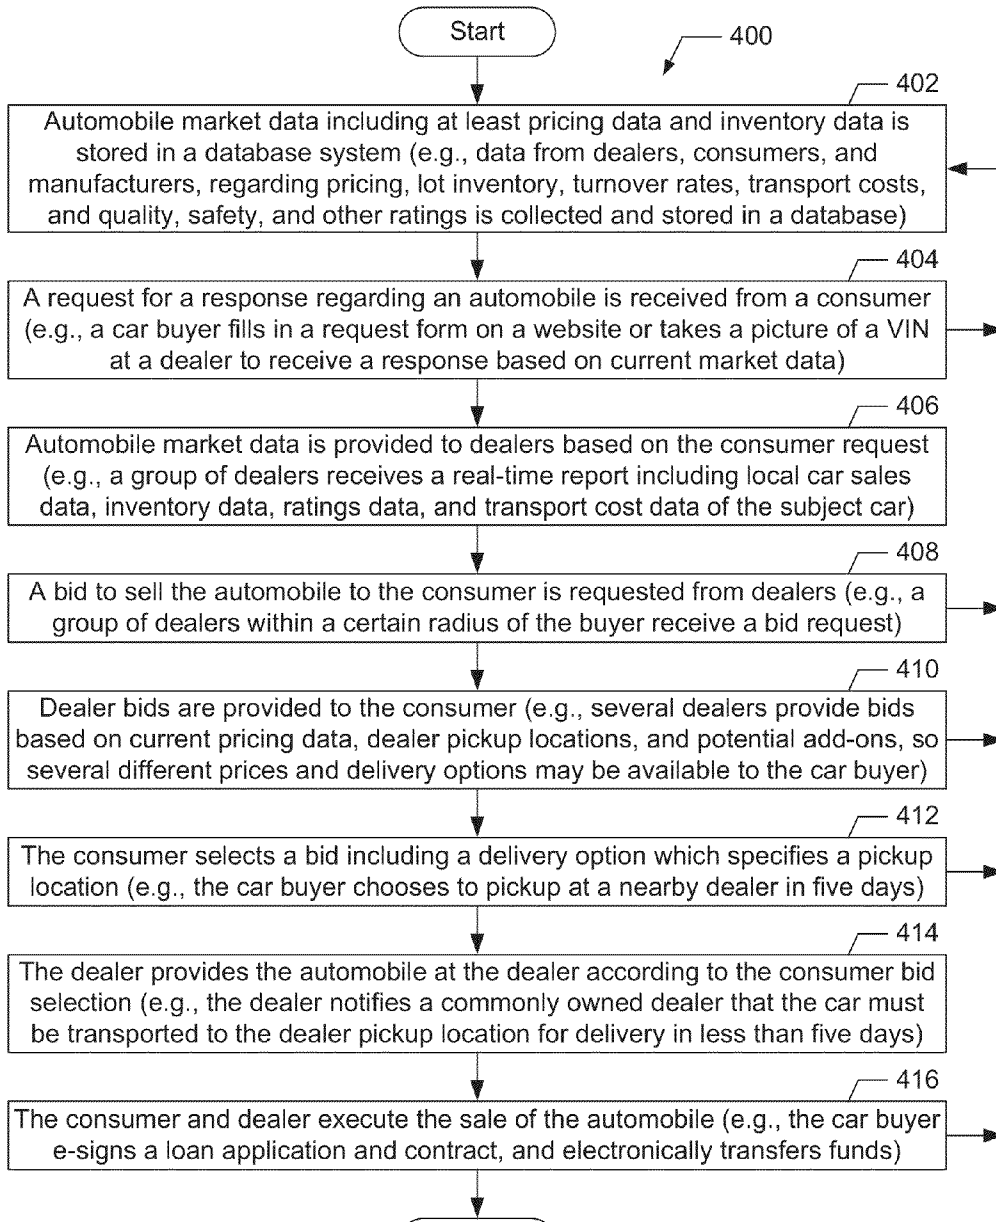 Start
400
402
Automobile market data including at least pricing data and inventory data is
stored in a database system (e.g., data from dealers, consumers, and
manufacturers, regarding pricing, lot inventory, turnover rates, transport costs,
and quality, safety, and other ratings is collected and stored in a database)
404
A request for a response regarding an automobile is received from a consumer
(e.g., a car buyer fills in a request form on a website or takes a picture of a VIN
at a dealer to receive a response based on current market data)
406
Automobile market data is provided to dealers based on the consumer request
(e.g., a group of dealers receives a real-time report including local car sales
data, inventory data, ratings data, and transport cost data of the subject car)
408
A bid to sell the automobile to the consumer is requested from dealers (e.g., a
group of dealers within a certain radius of the buyer receive a bid request)
410
Dealer bids are provided to the consumer (e.g., several dealers provide bids
based on current pricing data, dealer pickup locations, and potential add-ons, so
several different prices and delivery options may be available to the car buyer)
412
The consumer selects a bid including a delivery option which specifies a pickup
location (e.g., the car buyer chooses to pickup at a nearby dealer in five days)
414
The dealer provides the automobile at the dealer according to the consumer bid
selection (e.g., the dealer notifies a commonly owned dealer that the car must
be transported to the dealer pickup location for delivery in less than five days)
416
The consumer and dealer execute the sale of the automobile (e.g., the car buyer
e-signs a loan application and contract, and electronically transfers funds)